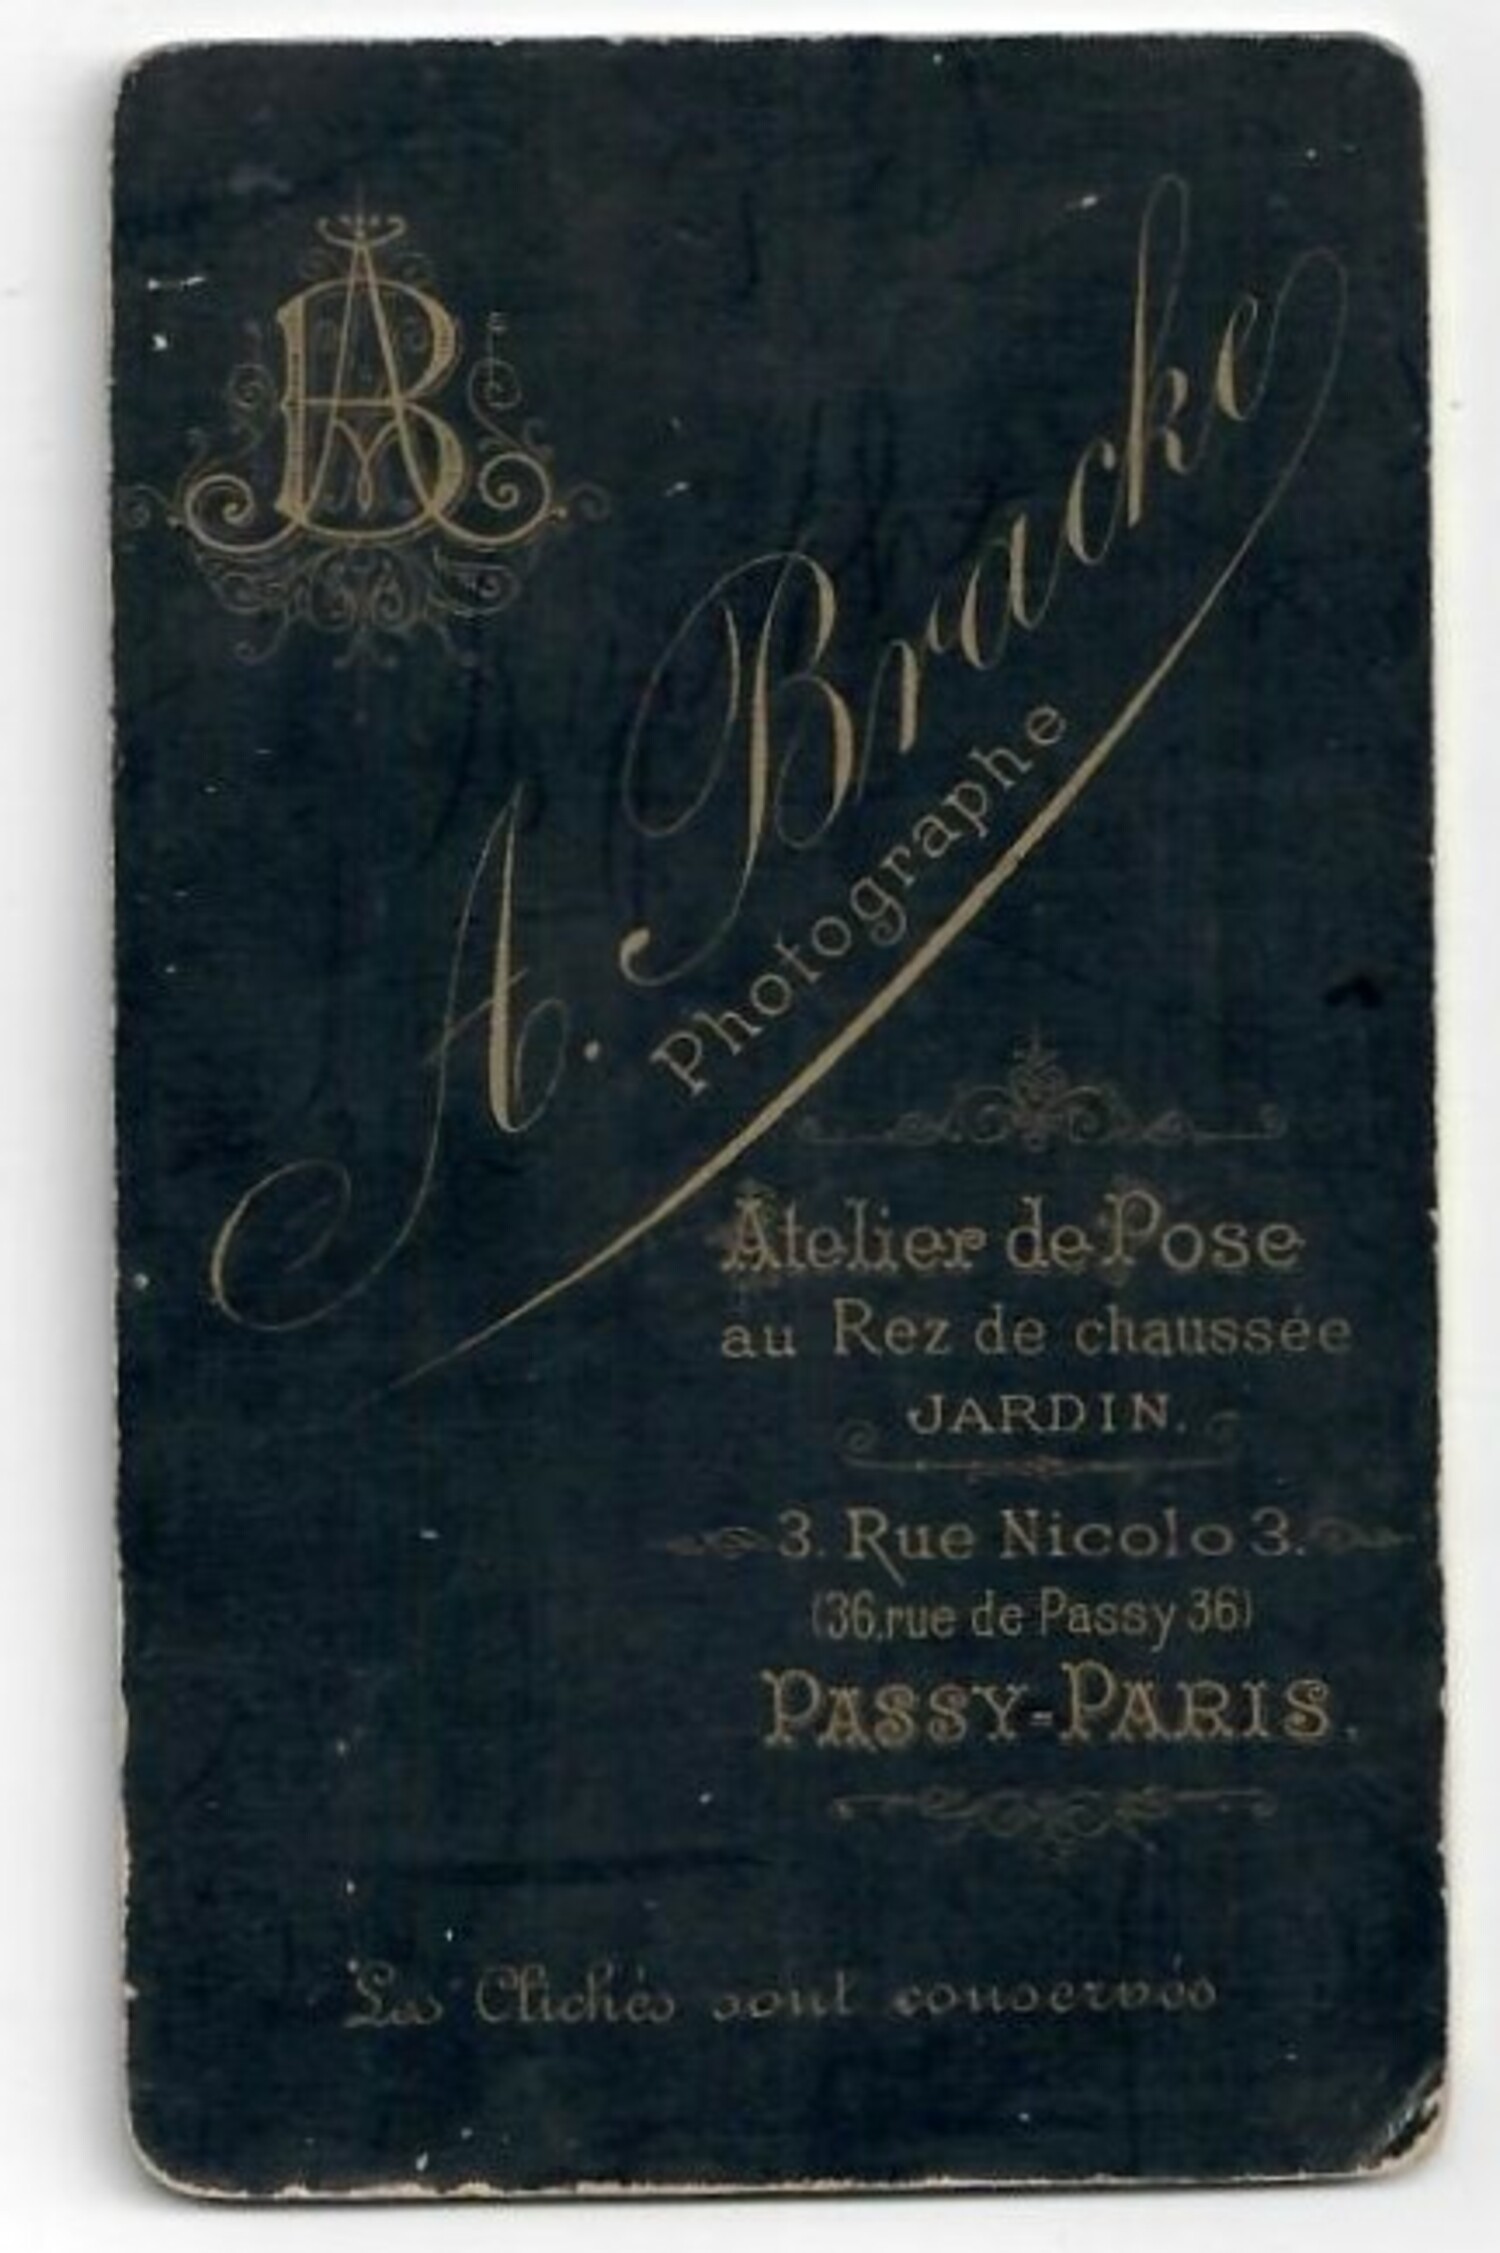 AB
A. Bracke
Photographe
Atelier de Pose
au Rez de chaussée
JARDIN.
3. Rue Nicolo 3.
(36, rue de Passy 36)
PASSY-PARIS.
Les Clichés sont conservés